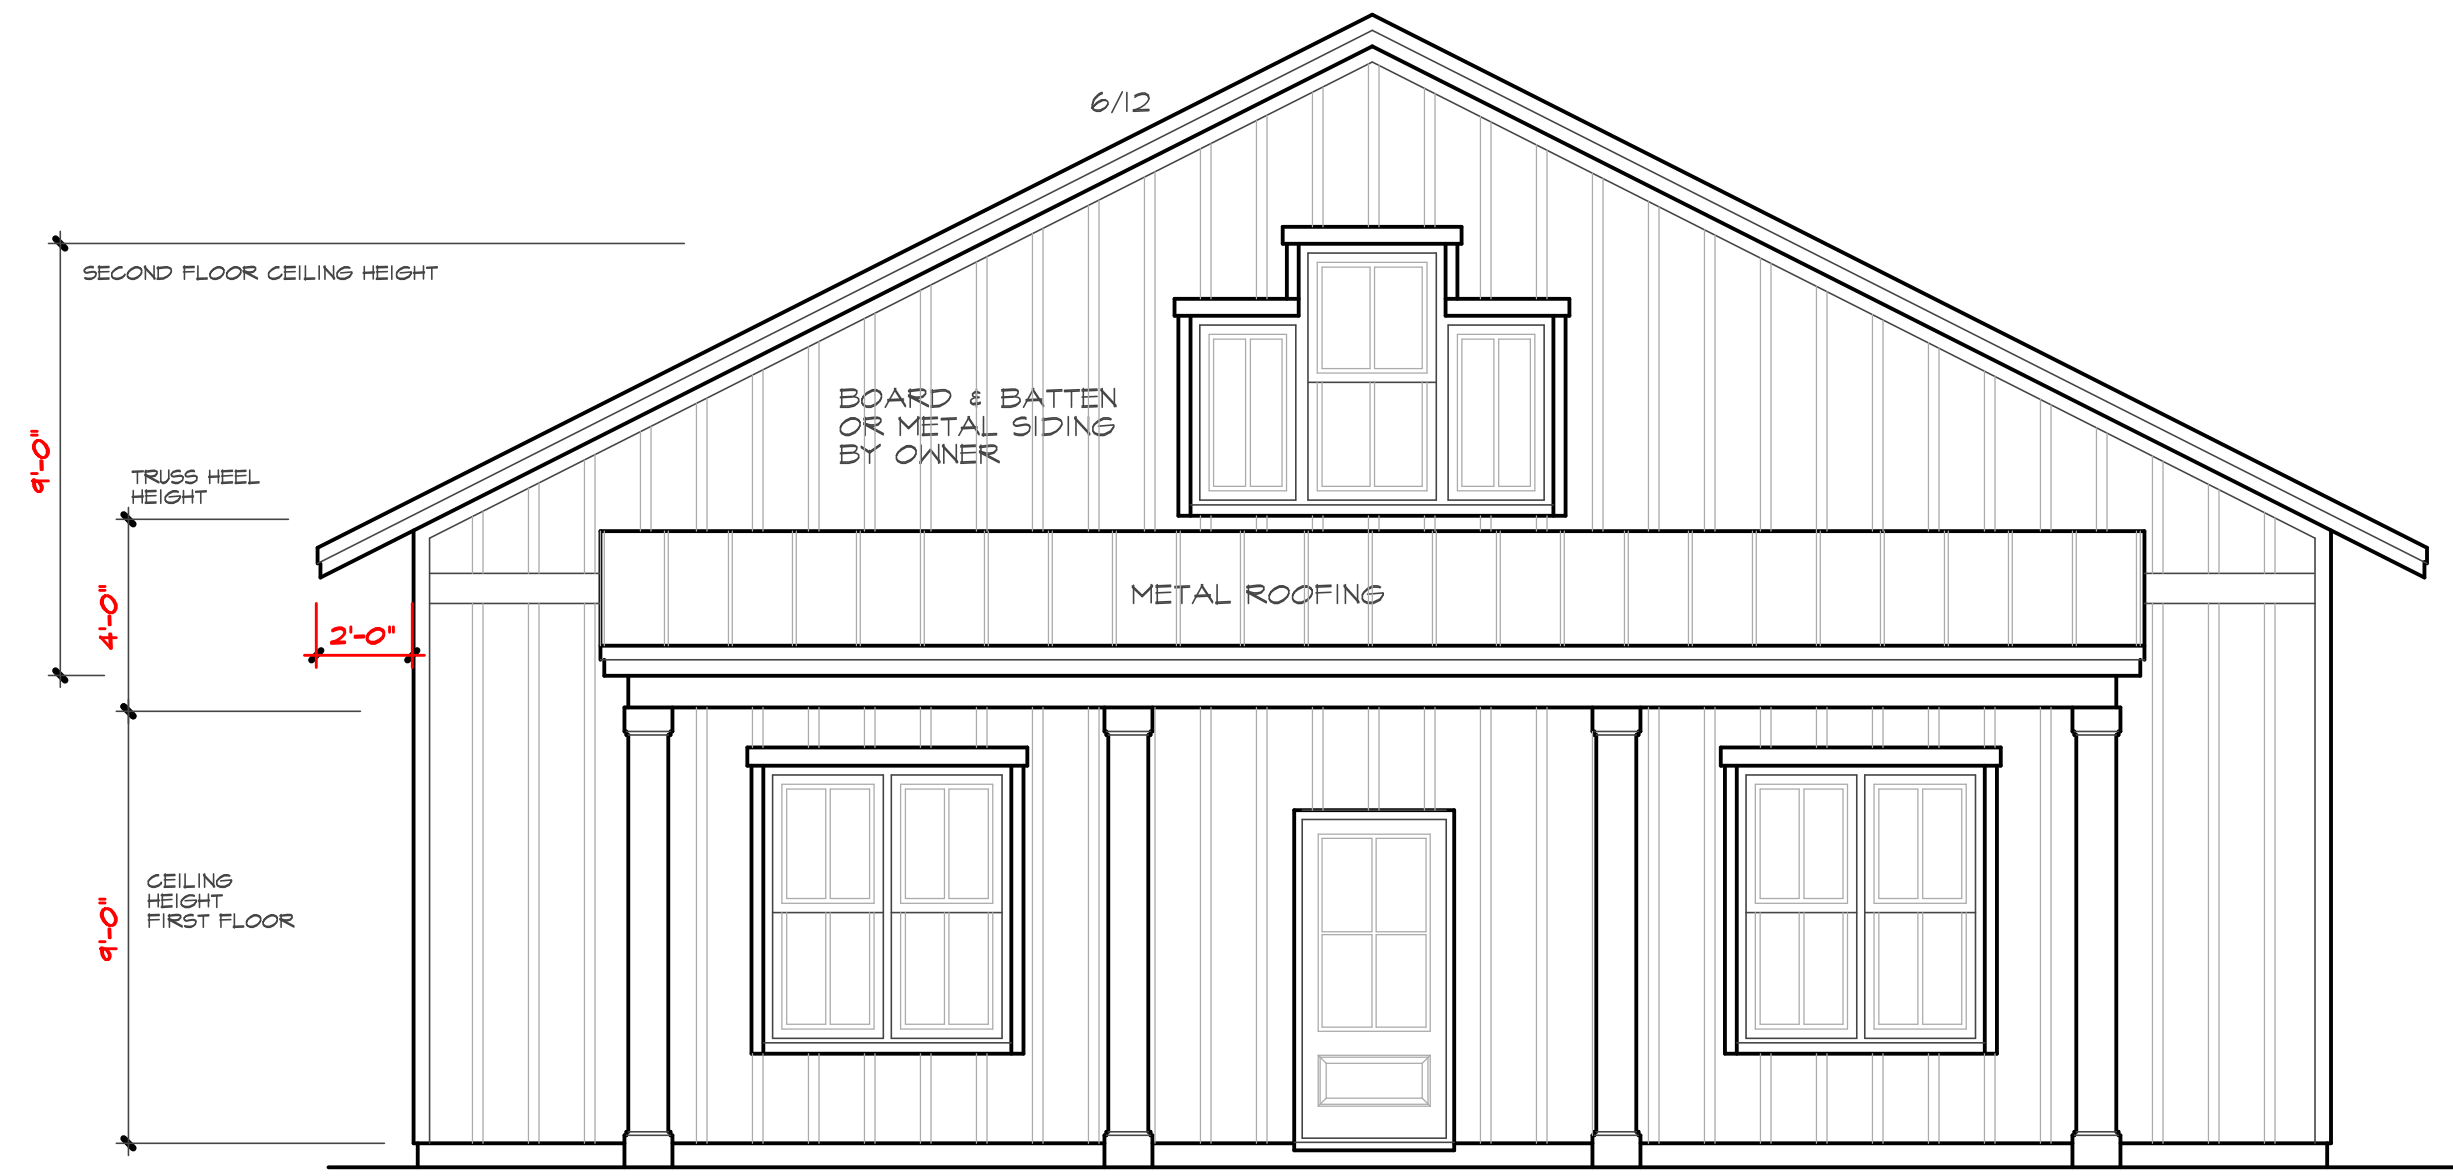 6/12
SECOND FLOOR CEILING HEIGHT
9'-0"
BOARD & BATTEN
OR METAL SIDING
BY OWNER
TRUSS HEEL
HEIGHT
4'-0"
2'-0"
METAL ROOFING
CEILING
HEIGHT
FIRST FLOOR
9'-0"